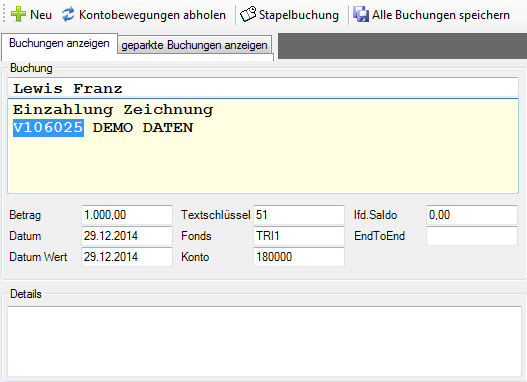 Neu Kontobewegungen abholen Stapelbuchung Alle Buchungen speichern
Buchungen anzeigen geparkte Buchungen anzeigen
Buchung
Lewis Franz
Einzahlung Zeichnung
V106025 DEMO DATEN
Betrag 1.000,00 Textschlüssel 51 lfd.Saldo 0,00
Datum 29.12.2014 Fonds TRI1 EndToEnd
Datum Wert 29.12.2014 Konto 180000
Details